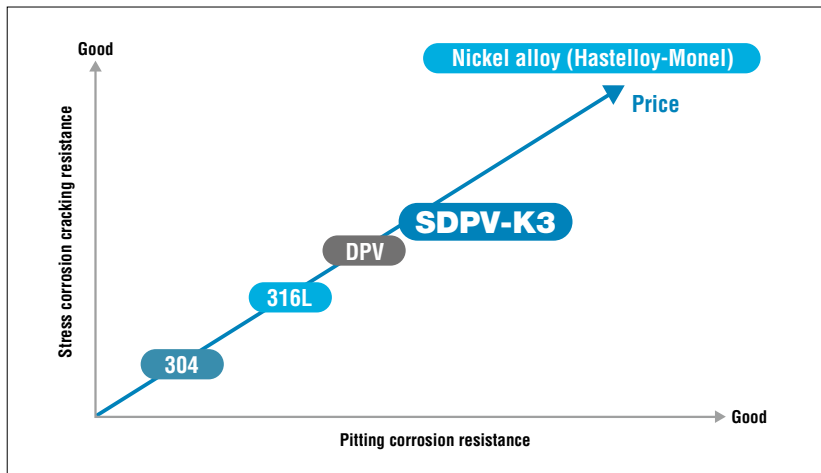 Good
Nickel alloy (Hastelloy-Monel)
Price
Stress corrosion cracking resistance
SDPV-K3
DPV
316L
304
Good
Pitting corrosion resistance